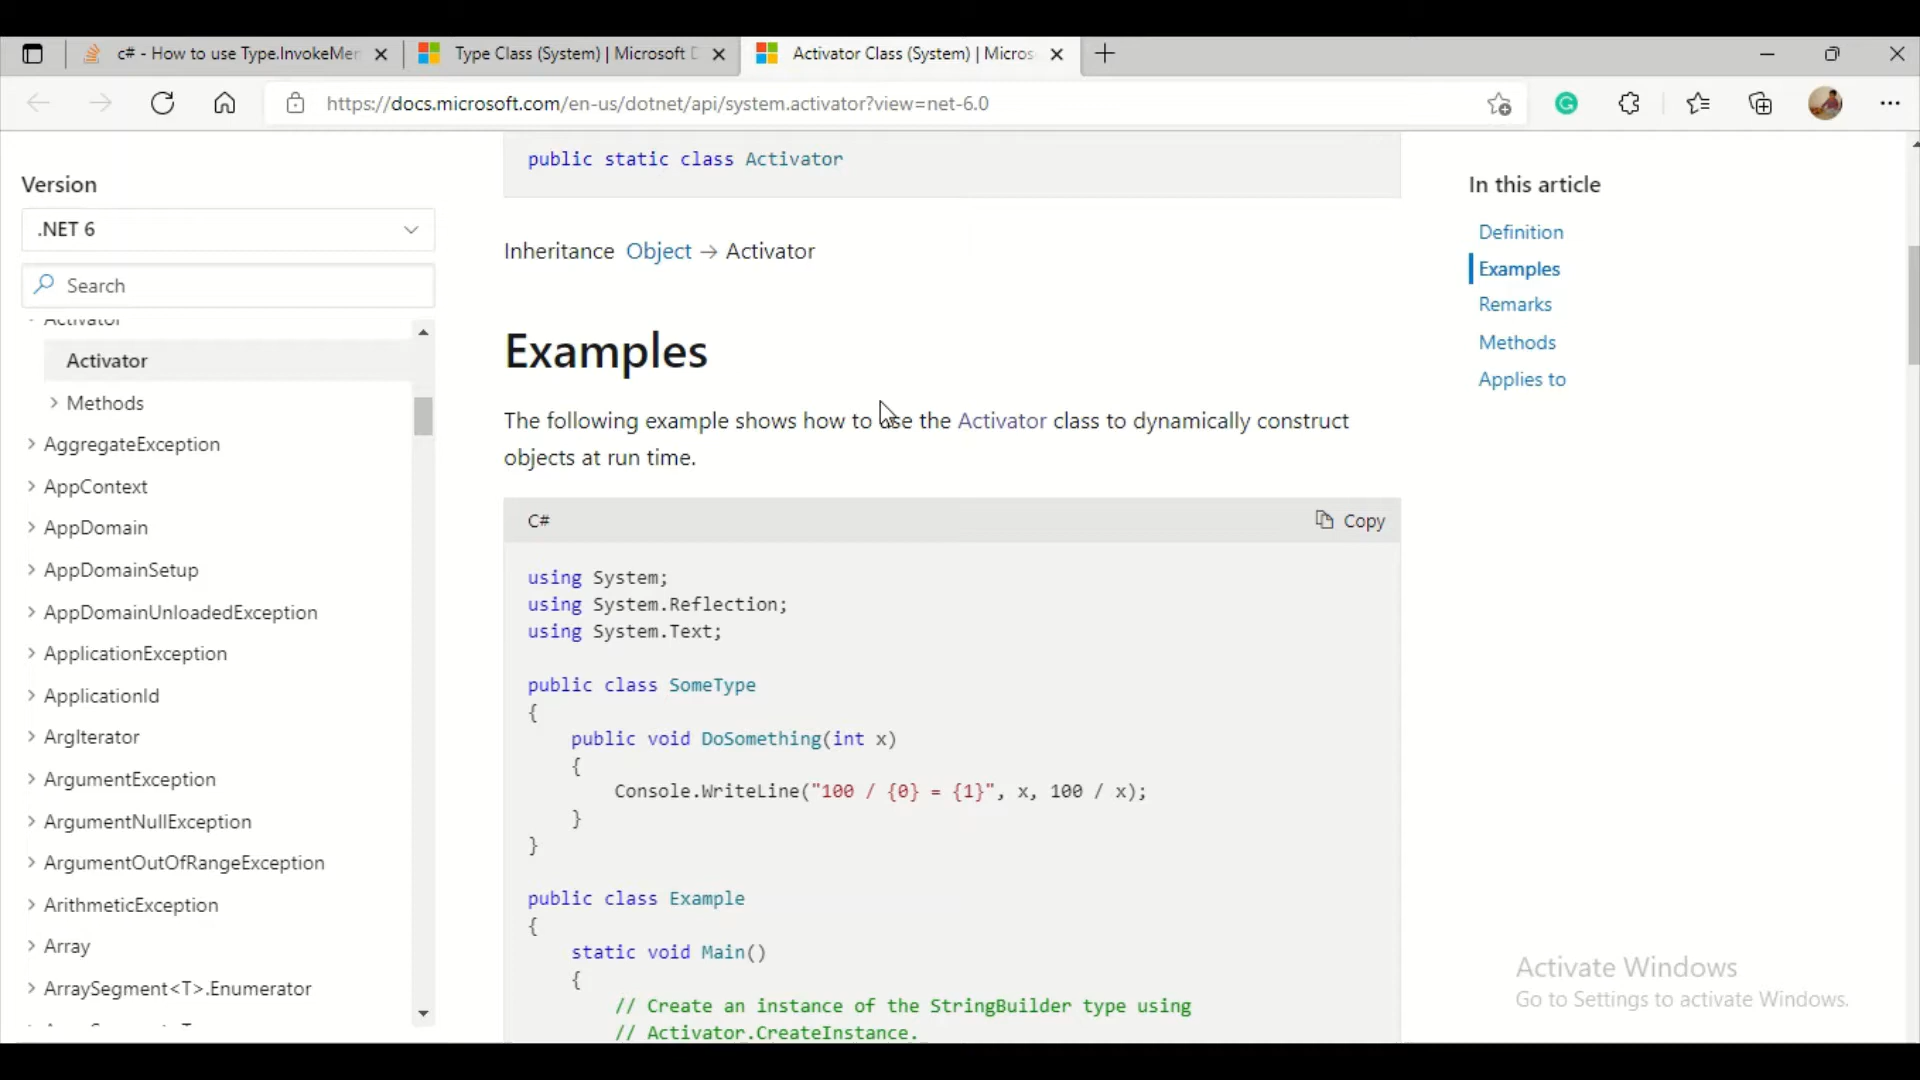 c# - How to use Type.InvokeMer
Type Class (System) | Microsoft D
Activator Class (System) | Micros
https://docs.microsoft.com/en-us/dotnet/api/system.activator?view=net-6.0
Version
.NET 6
Search
Activator
Activator
Methods
AggregateException
AppContext
AppDomain
AppDomainSetup
AppDomainUnloadedException
ApplicationException
ApplicationId
ArgIterator
ArgumentException
ArgumentNullException
ArgumentOutOfRangeException
ArithmeticException
Array
ArraySegment<T>.Enumerator
public static class Activator
Inheritance Object → Activator
Examples
The following example shows how to use the Activator class to dynamically construct
objects at run time.
C#
Copy
using System;
using System.Reflection;
using System.Text;
public class SomeType
{
public void DoSomething(int x)
{
Console.WriteLine("100 / {0} = {1}", x, 100 / x);
}
}
public class Example
{
static void Main()
{
// Create an instance of the StringBuilder type using
// Activator.CreateInstance.
In this article
Definition
Examples
Remarks
Methods
Applies to
Activate Windows
Go to Settings to activate Windows.